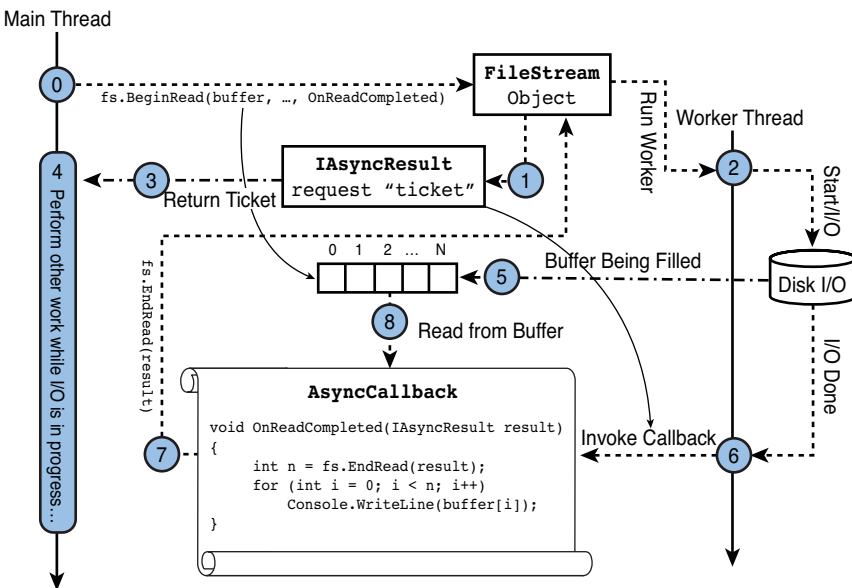 Main Thread
0
fs.BeginRead(buffer, …, OnReadCompleted)
FileStream
Object
Run Worker
Worker Thread
2
Start/I/O
Disk I/O
I/O Done
1
IAsyncResult
request “ticket”
3
Return Ticket
4 Perform other work while I/O is in progress…
0 1 2 … N
5
Buffer Being Filled
8
Read from Buffer
fs.EndRead(result)
7
6
Invoke Callback
AsyncCallback
void OnReadCompleted(IAsyncResult result)
{
int n = fs.EndRead(result);
for (int i = 0; i < n; i++)
Console.WriteLine(buffer[i]);
}